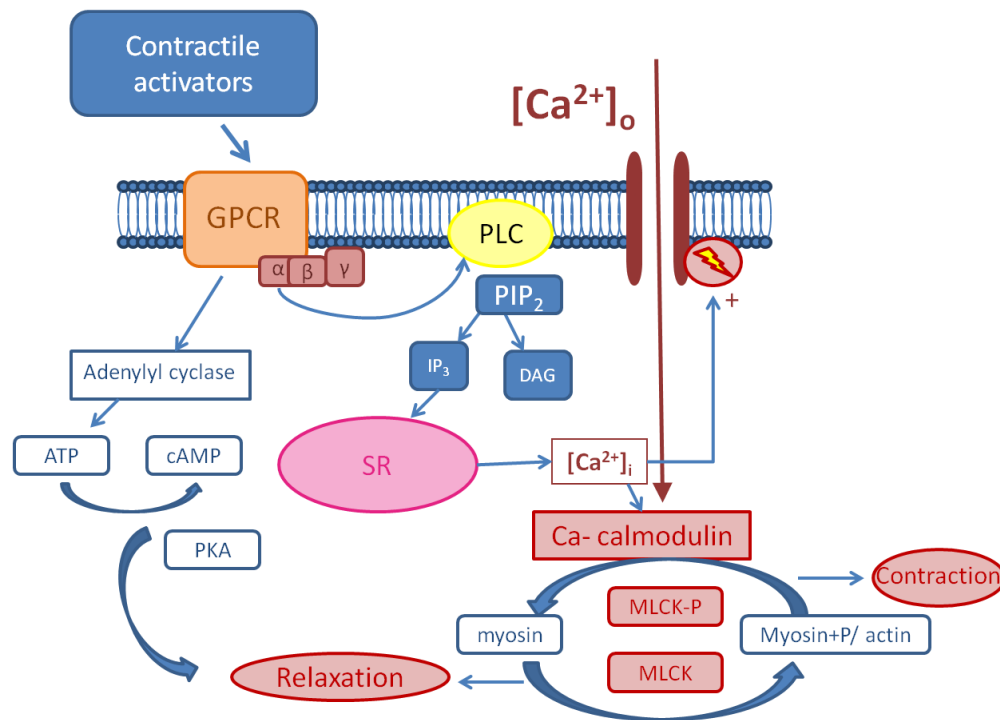 Contractile
activators
[Ca²⁺]ₒ
GPCR
PLC
α
β
γ
+
PIP₂
Adenylyl cyclase
IP₃
DAG
ATP
cAMP
SR
[Ca²⁺]ᵢ
Ca- calmodulin
PKA
Contraction
MLCK-P
myosin
Myosin+P/ actin
Relaxation
MLCK